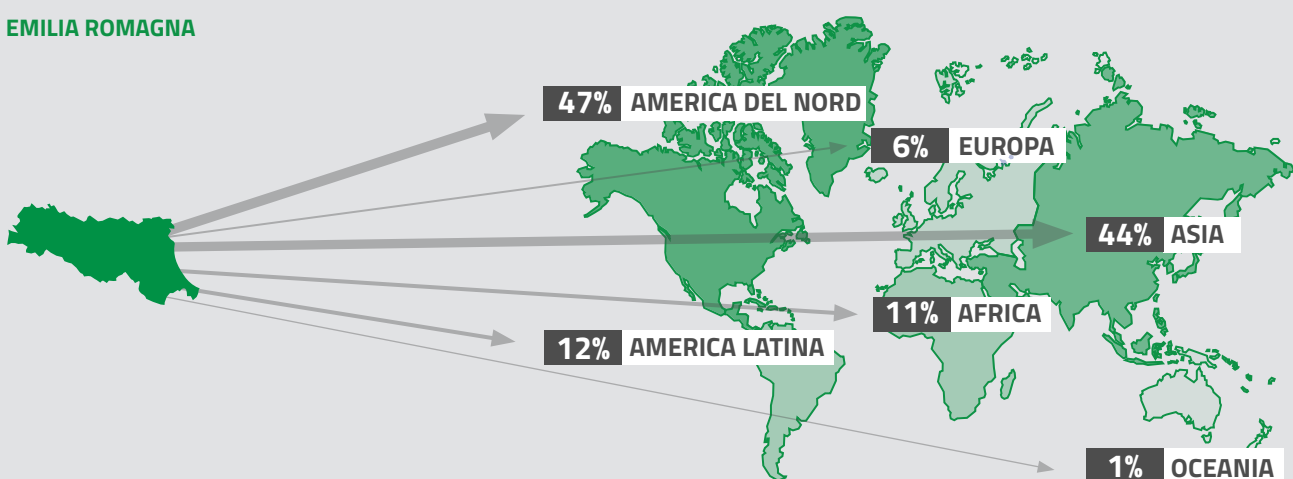 EMILIA ROMAGNA
47% AMERICA DEL NORD
6% EUROPA
44% ASIA
11% AFRICA
12% AMERICA LATINA
1% OCEANIA